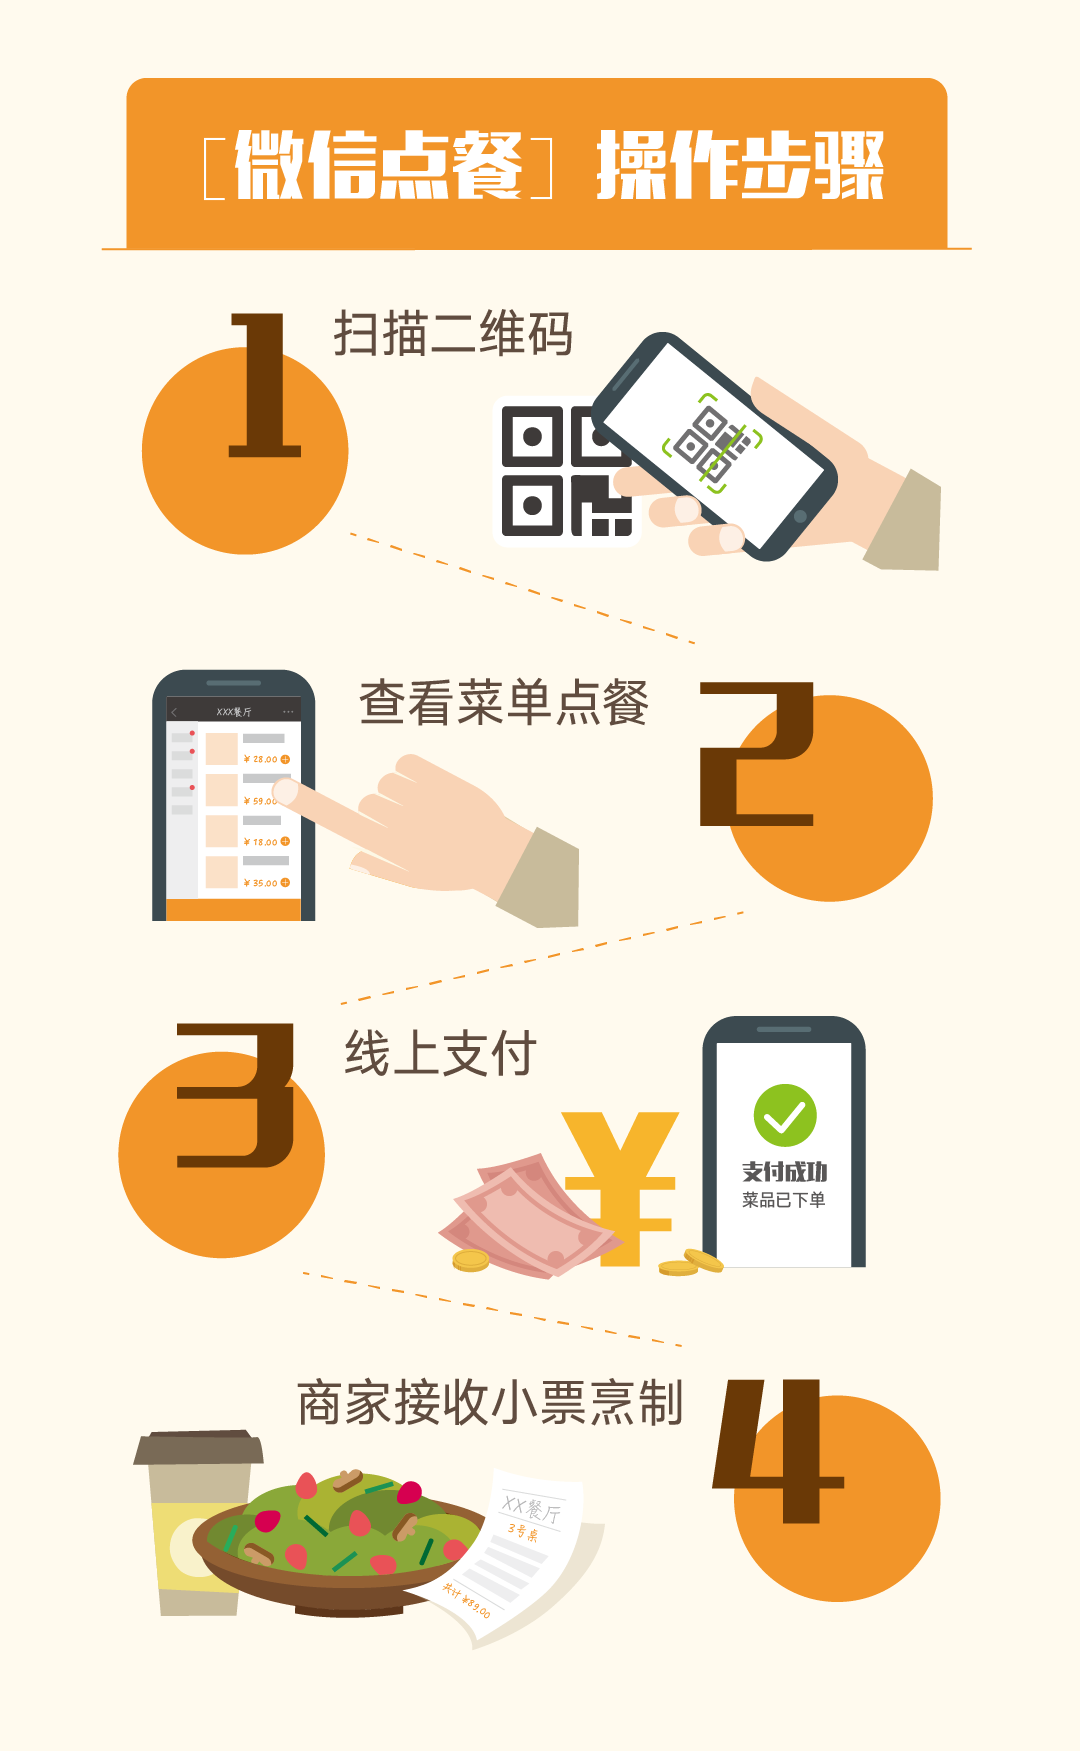 [微信点餐] 操作步骤
1
扫描二维码
查看菜单点餐
2
XXX餐厅
¥ 28.00
¥ 59.00
¥ 18.00
¥ 35.00
3
线上支付
¥
支付成功
菜品已下单
商家接收小票烹制
4
XX餐厅
3号桌
共计 ¥89.00